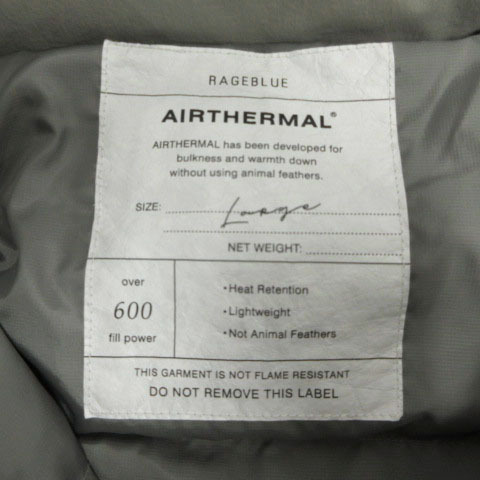 RAGEBLUE
AIRTHERMAL®
AIRTHERMAL has been developed for
bulkness and warmth down
without using animal feathers.
SIZE: Large
NET WEIGHT:
over
600
fill power
•Heat Retention
•Lightweight
•Not Animal Feathers
THIS GARMENT IS NOT FLAME RESISTANT
DO NOT REMOVE THIS LABEL